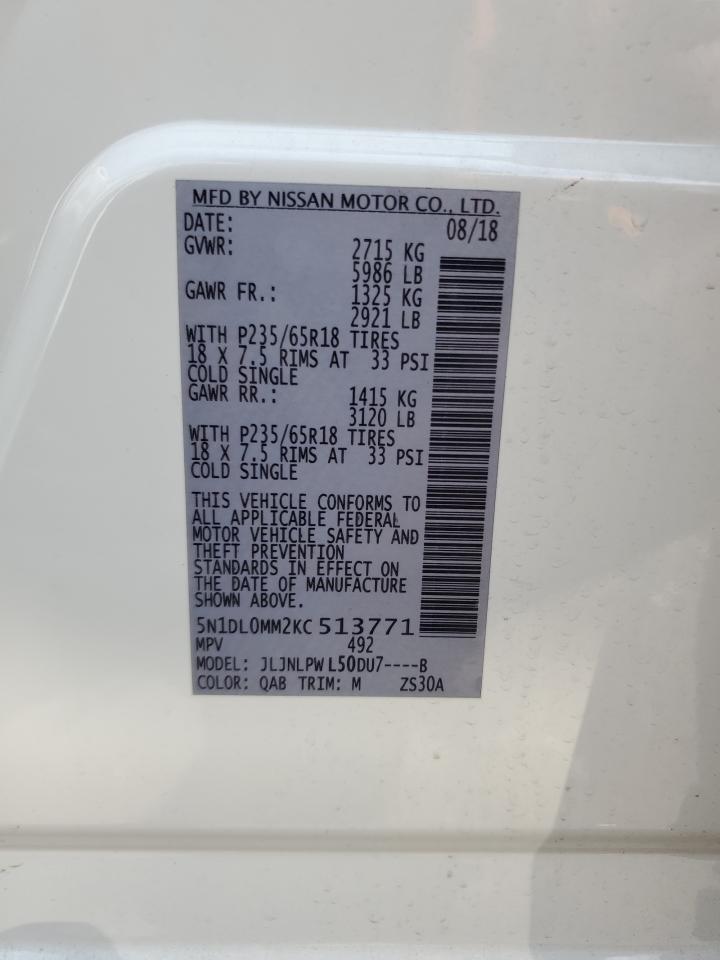 MFD BY NISSAN MOTOR CO., LTD.
DATE: 08/18
GVWR: 2715 KG
5986 LB
GAWR FR.: 1325 KG
2921 LB
WITH P235/65R18 TIRES
18 X 7.5 RIMS AT 33 PSI
COLD SINGLE
GAWR RR.: 1415 KG
3120 LB
WITH P235/65R18 TIRES
18 X 7.5 RIMS AT 33 PSI
COLD SINGLE
THIS VEHICLE CONFORMS TO
ALL APPLICABLE FEDERAL
MOTOR VEHICLE SAFETY AND
THEFT PREVENTION
STANDARDS IN EFFECT ON
THE DATE OF MANUFACTURE
SHOWN ABOVE.
5N1DL0MM2KC 513771
MPV 492
MODEL: JLJNLPW L50DU7----B
COLOR: QAB TRIM: M ZS30A